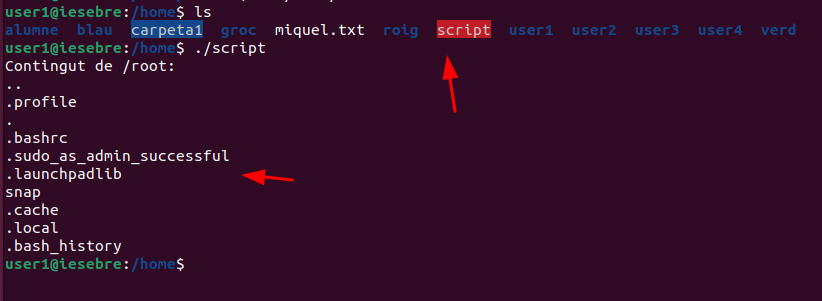 user1@iesebre:/home$ ls
alumne blau carpeta1 groc miquel.txt roig script user1 user2 user3 user4 verd
user1@iesebre:/home$ ./script
Contingut de /root:
..
.profile
.
.bashrc
.sudo_as_admin_successful
.launchpadlib
snap
.cache
.local
.bash_history
user1@iesebre:/home$